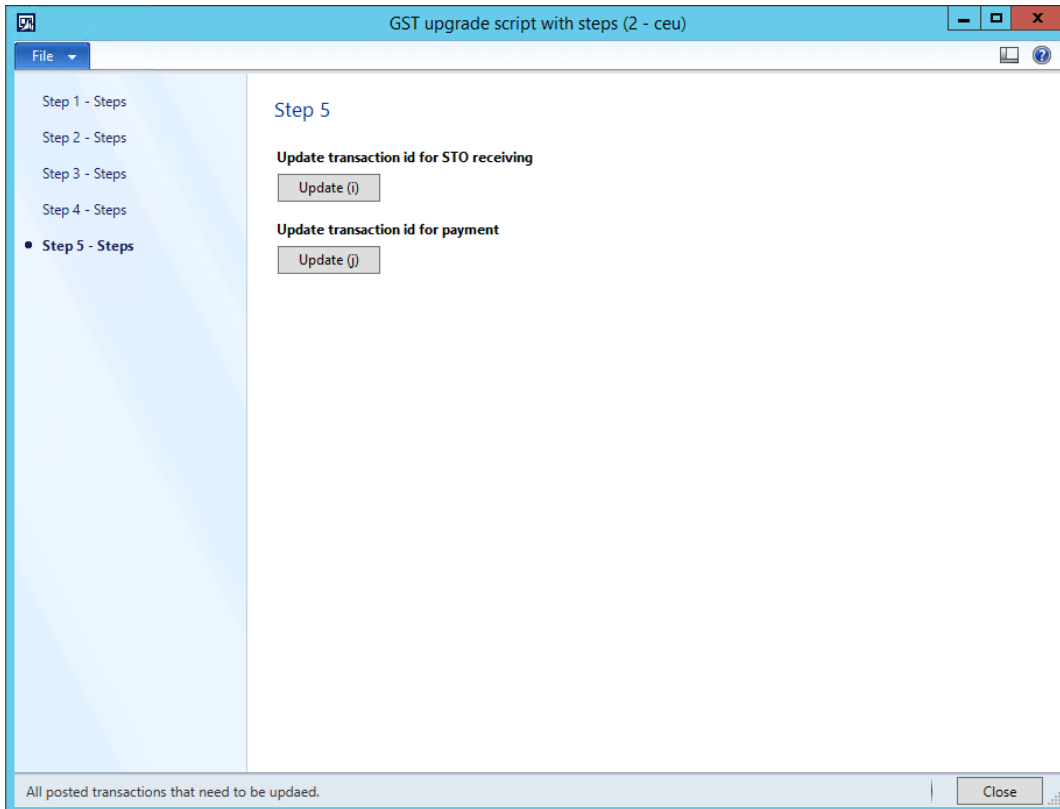 GST upgrade script with steps (2 - ceu)
File
Step 1 - Steps
Step 2 - Steps
Step 3 - Steps
Step 4 - Steps
Step 5 - Steps
Step 5
Update transaction id for STO receiving
Update (i)
Update transaction id for payment
Update (j)
All posted transactions that need to be updaed.
Close